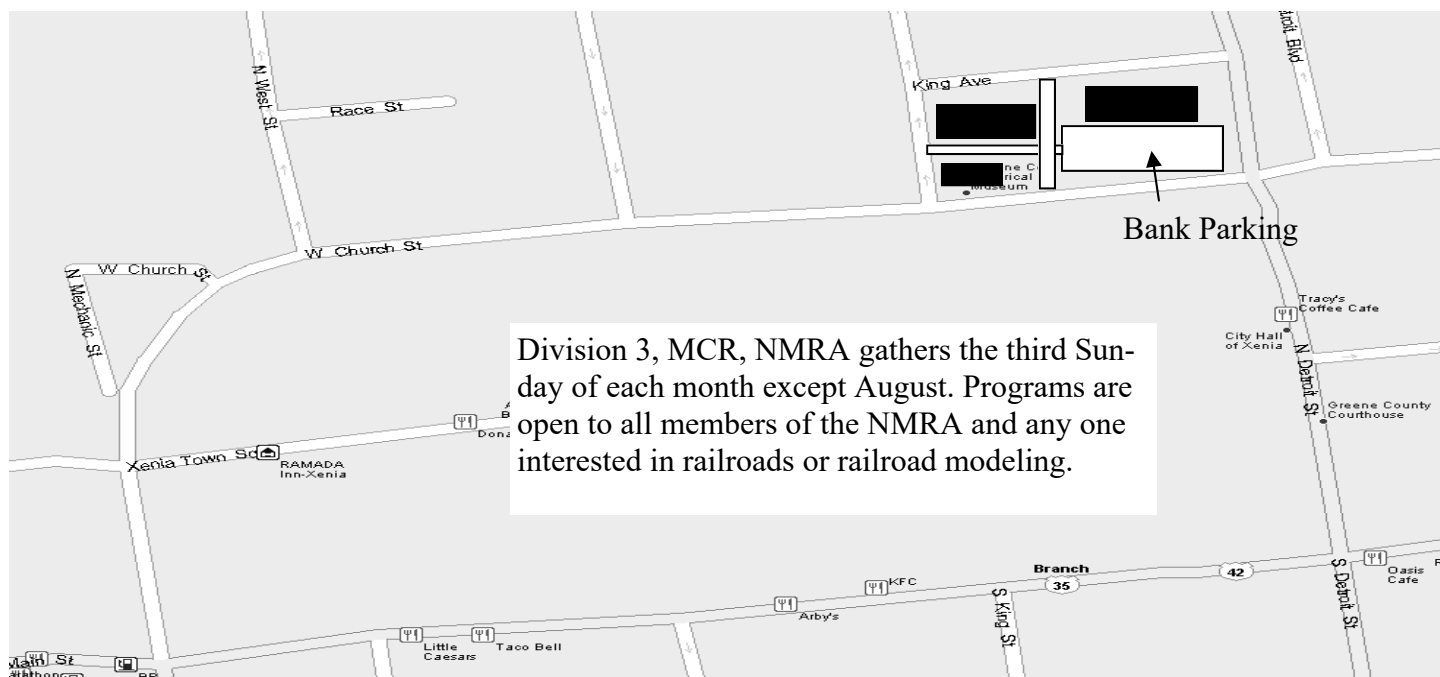 N West St
Race St
King Ave
Detroit Blvd
Museum
Bank Parking
W Church St
W Church St
N Mechanic St
Tracy's
Coffee Cafe
City Hall
of Xenia
N Detroit St
Greene County
Courthouse
Division 3, MCR, NMRA gathers the third Sun-
day of each month except August. Programs are
open to all members of the NMRA and any one
interested in railroads or railroad modeling.
Xenia Town Sq
RAMADA
Inn-Xenia
Branch
35
42
KFC
Arby's
S King St
S Detroit St
Oasis
Cafe
Little
Caesars
Taco Bell
Main St